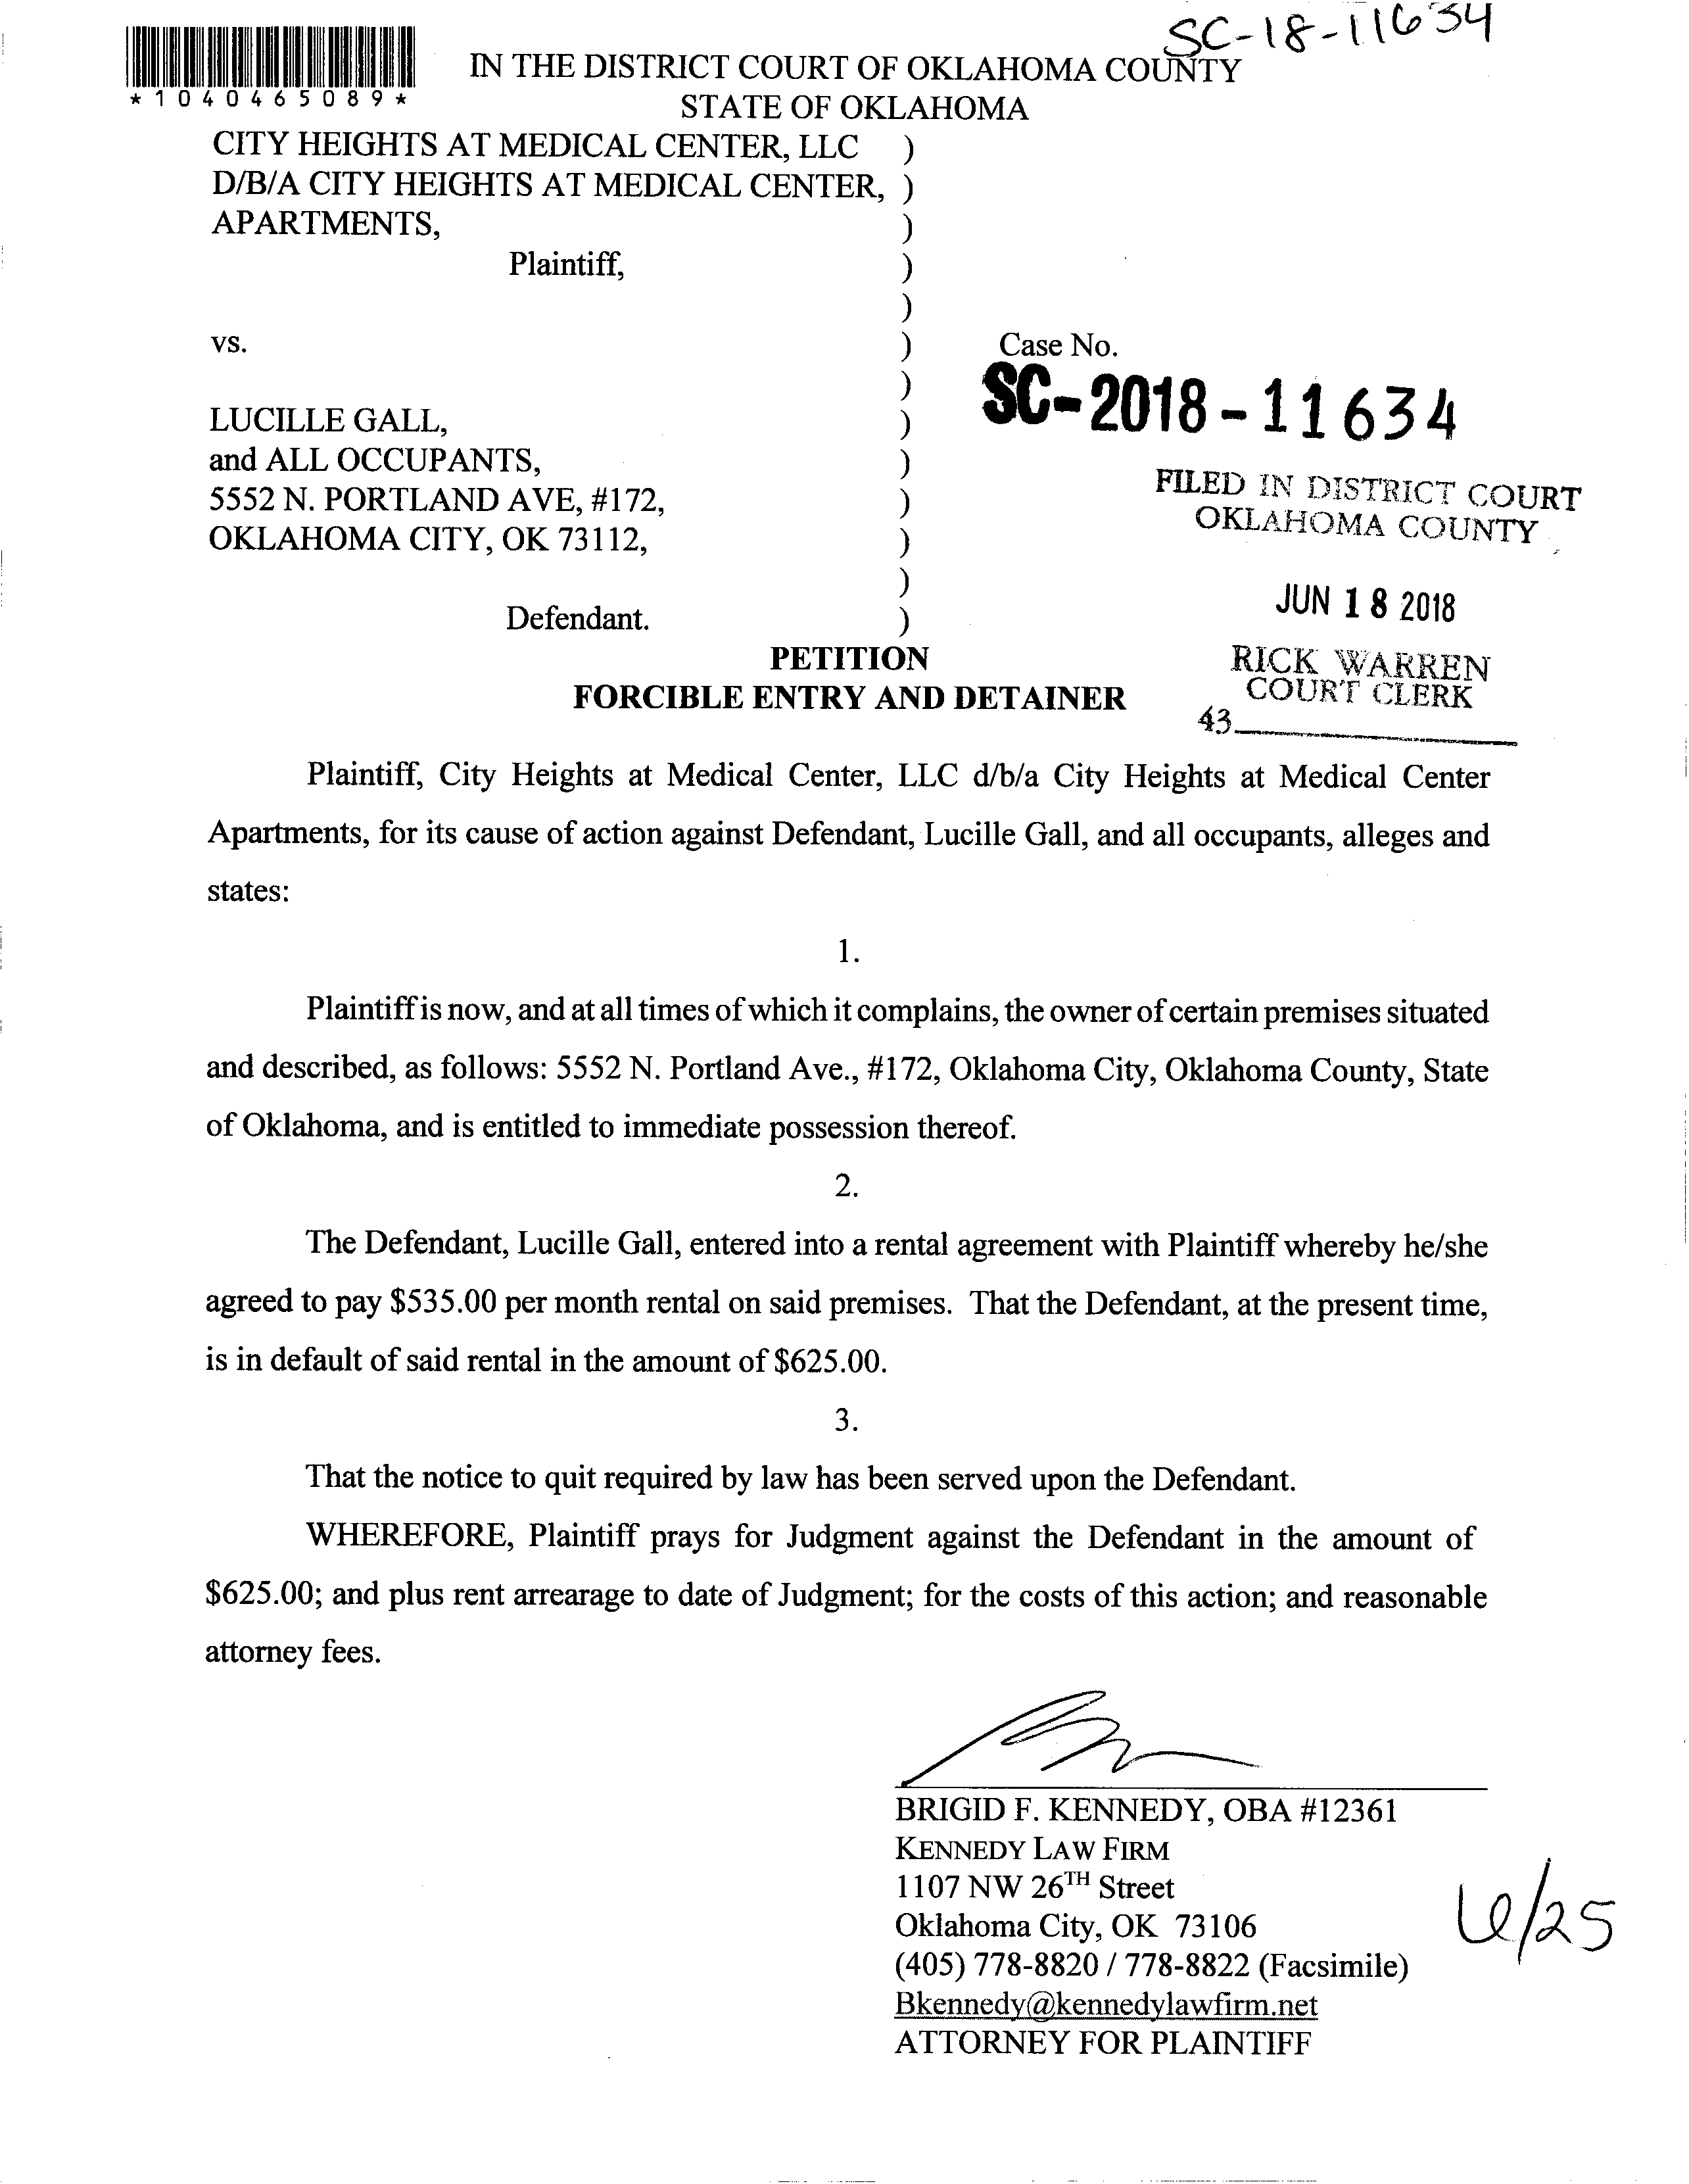 SC-18-11634
*1040465089*
IN THE DISTRICT COURT OF OKLAHOMA COUNTY
STATE OF OKLAHOMA
CITY HEIGHTS AT MEDICAL CENTER, LLC )
D/B/A CITY HEIGHTS AT MEDICAL CENTER, )
APARTMENTS, )
Plaintiff, )
)
vs. ) Case No.
)
SC-2018-11634
LUCILLE GALL, )
and ALL OCCUPANTS, )
5552 N. PORTLAND AVE, #172, )
OKLAHOMA CITY, OK 73112, )
)
Defendant. )
FILED IN DISTRICT COURT
OKLAHOMA COUNTY
JUN 18 2018
RICK WARREN
COURT CLERK
43
PETITION
FORCIBLE ENTRY AND DETAINER
Plaintiff, City Heights at Medical Center, LLC d/b/a City Heights at Medical Center
Apartments, for its cause of action against Defendant, Lucille Gall, and all occupants, alleges and
states:
1.
Plaintiff is now, and at all times of which it complains, the owner of certain premises situated
and described, as follows: 5552 N. Portland Ave., #172, Oklahoma City, Oklahoma County, State
of Oklahoma, and is entitled to immediate possession thereof.
2.
The Defendant, Lucille Gall, entered into a rental agreement with Plaintiff whereby he/she
agreed to pay $535.00 per month rental on said premises. That the Defendant, at the present time,
is in default of said rental in the amount of $625.00.
3.
That the notice to quit required by law has been served upon the Defendant.
WHEREFORE, Plaintiff prays for Judgment against the Defendant in the amount of
$625.00; and plus rent arrearage to date of Judgment; for the costs of this action; and reasonable
attorney fees.
BRIGID F. KENNEDY, OBA #12361
KENNEDY LAW FIRM
1107 NW 26TH Street
Oklahoma City, OK 73106
(405) 778-8820 / 778-8822 (Facsimile)
Bkennedy@kennedylawfirm.net
ATTORNEY FOR PLAINTIFF
6/25